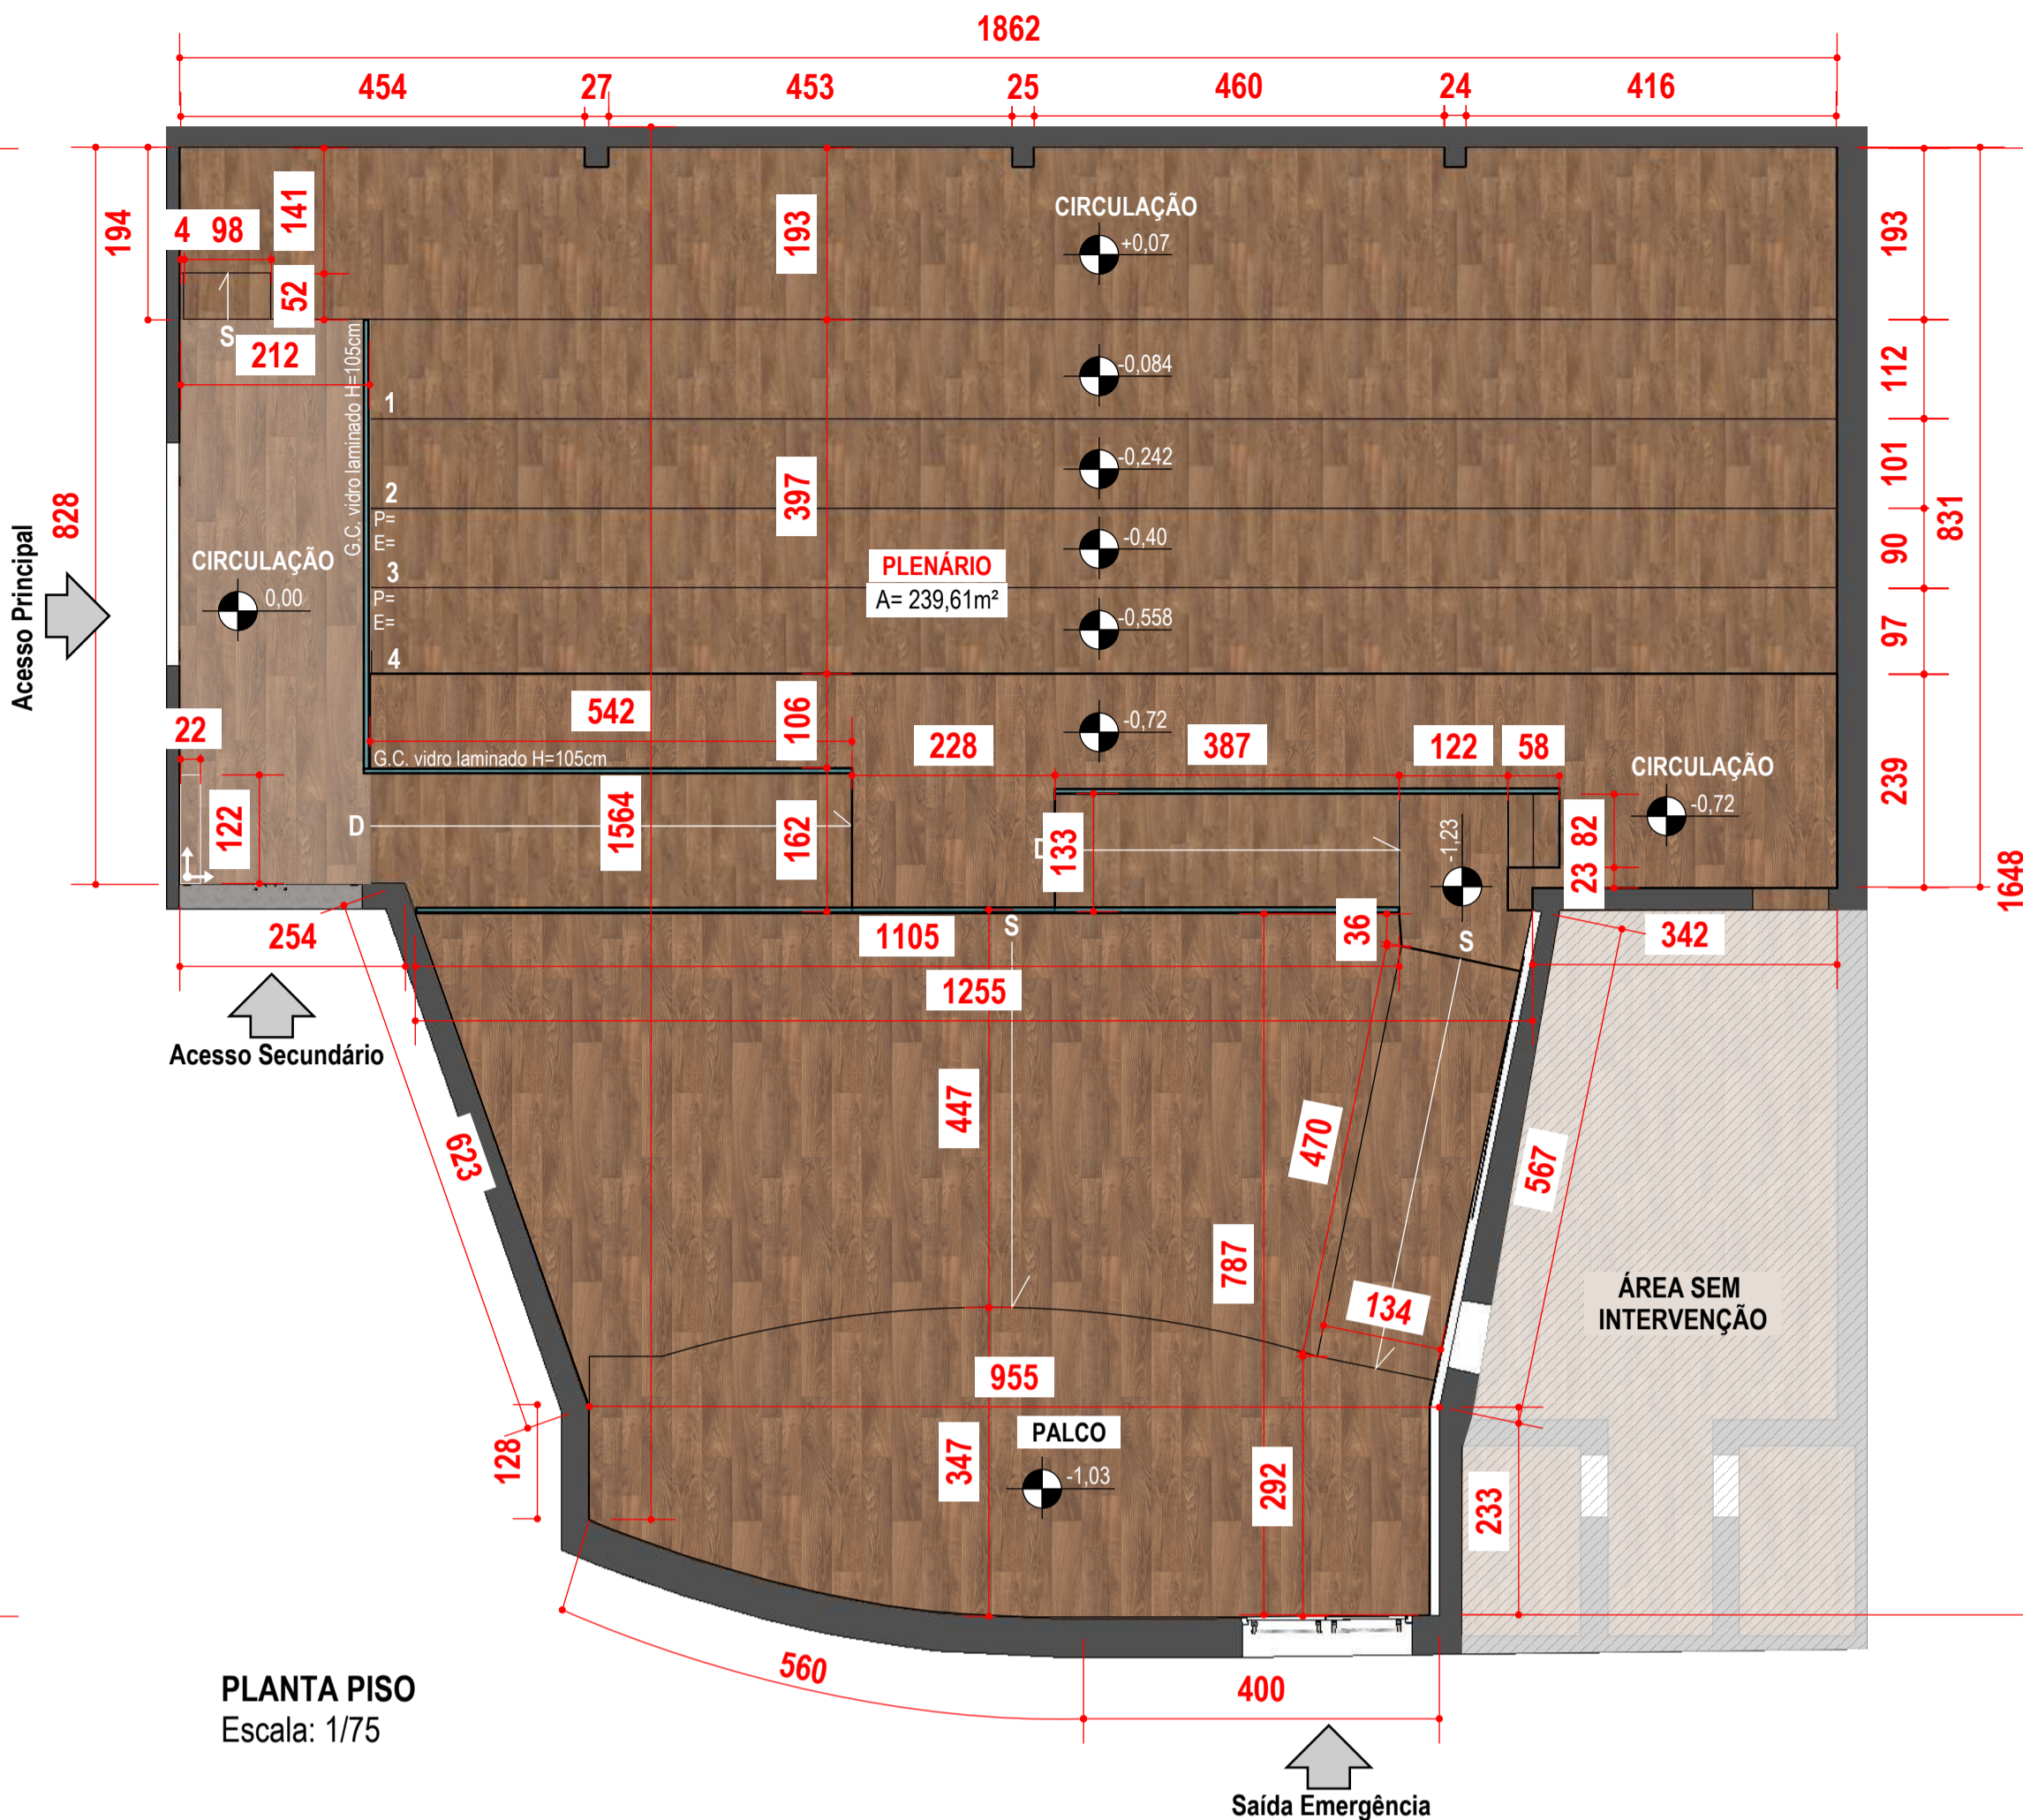 1862
454
27
453
25
460
24
416
194
141
4
98
52
S
212
193
CIRCULAÇÃO
+0,07
193
G.C. vidro laminado H=105cm
-0,084
112
1
-0,242
101
2
P=
E=
397
-0,40
90
831
828
Acesso Principal
CIRCULAÇÃO
0,00
3
P=
E=
PLENÁRIO
A= 239,61m²
-0,558
97
4
22
542
106
-0,72
228
387
122
58
CIRCULAÇÃO
-0,72
239
G.C. vidro laminado H=105cm
122
D
1564
162
D
133
-1,23
82
23
1648
254
1105
S
36
S
342
1255
Acesso Secundário
623
447
470
567
787
134
ÁREA SEM
INTERVENÇÃO
955
128
347
PALCO
-1,03
292
233
560
400
PLANTA PISO
Escala: 1/75
Saída Emergência